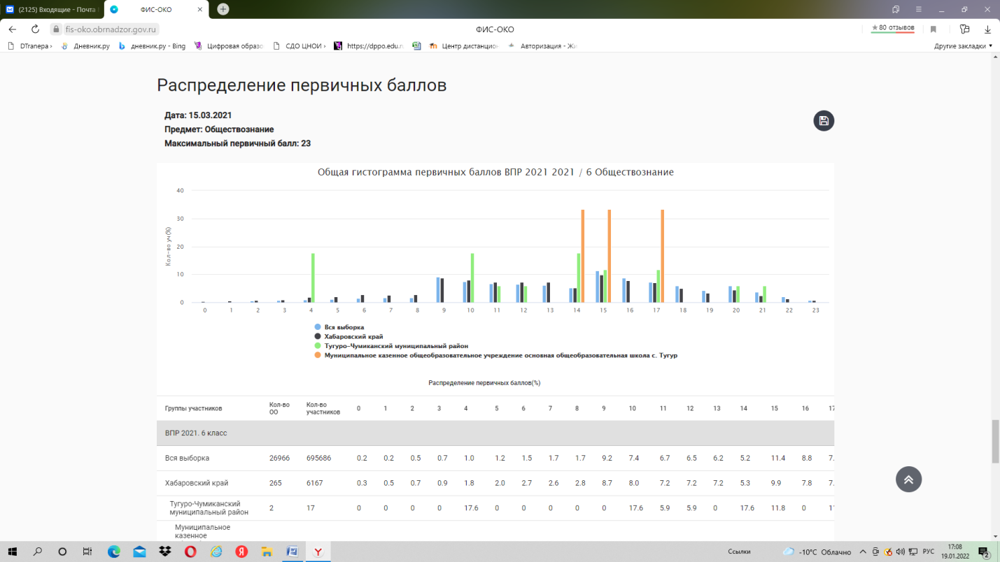 (2125) Входящие - Почта
ФИС-ОКО
fis-oko.obrnadzor.gov.ru
ФИС-ОКО
80 отзывов
DTranepa
Дневник.ру
дневник.ру - Bing
Цифровая образо
СДО ЦНОИ
https://dppo.edu.ru
Центр дистанцион
Авторизация - Жи
Другие закладки
Распределение первичных баллов
Дата: 15.03.2021
Предмет: Обществознание
Максимальный первичный балл: 23
Общая гистограмма первичных баллов ВПР 2021 2021 / 6 Обществознание
Кол-во уч(%)
40
30
20
10
0
0 1 2 3 4 5 6 7 8 9 10 11 12 13 14 15 16 17 18 19 20 21 22 23
Вся выборка
Хабаровский край
Тугуро-Чумиканский муниципальный район
Муниципальное казенное общеобразовательное учреждение основная общеобразовательная школа с. Тугур
Распределение первичных баллов(%)
Группы участников Кол-во ОО Кол-во участников 0 1 2 3 4 5 6 7 8 9 10 11 12 13 14 15 16 17
ВПР 2021. 6 класс
Вся выборка 26966 695686 0.2 0.2 0.5 0.7 1.0 1.2 1.5 1.7 1.7 9.2 7.4 6.7 6.5 6.2 5.2 11.4 8.8 7.
Хабаровский край 265 6167 0.3 0.5 0.7 0.9 1.8 2.0 2.7 2.6 2.8 8.7 8.0 7.2 7.2 7.2 5.3 9.9 7.8 7.
Тугуро-Чумиканский муниципальный район 2 17 0 0 0 0 17.6 0 0 0 0 0 17.6 5.9 5.9 0 17.6 11.8 0 1
Муниципальное
казенное
Ссылки
-10°C Облачно
РУС
17:08
19.01.2022
2